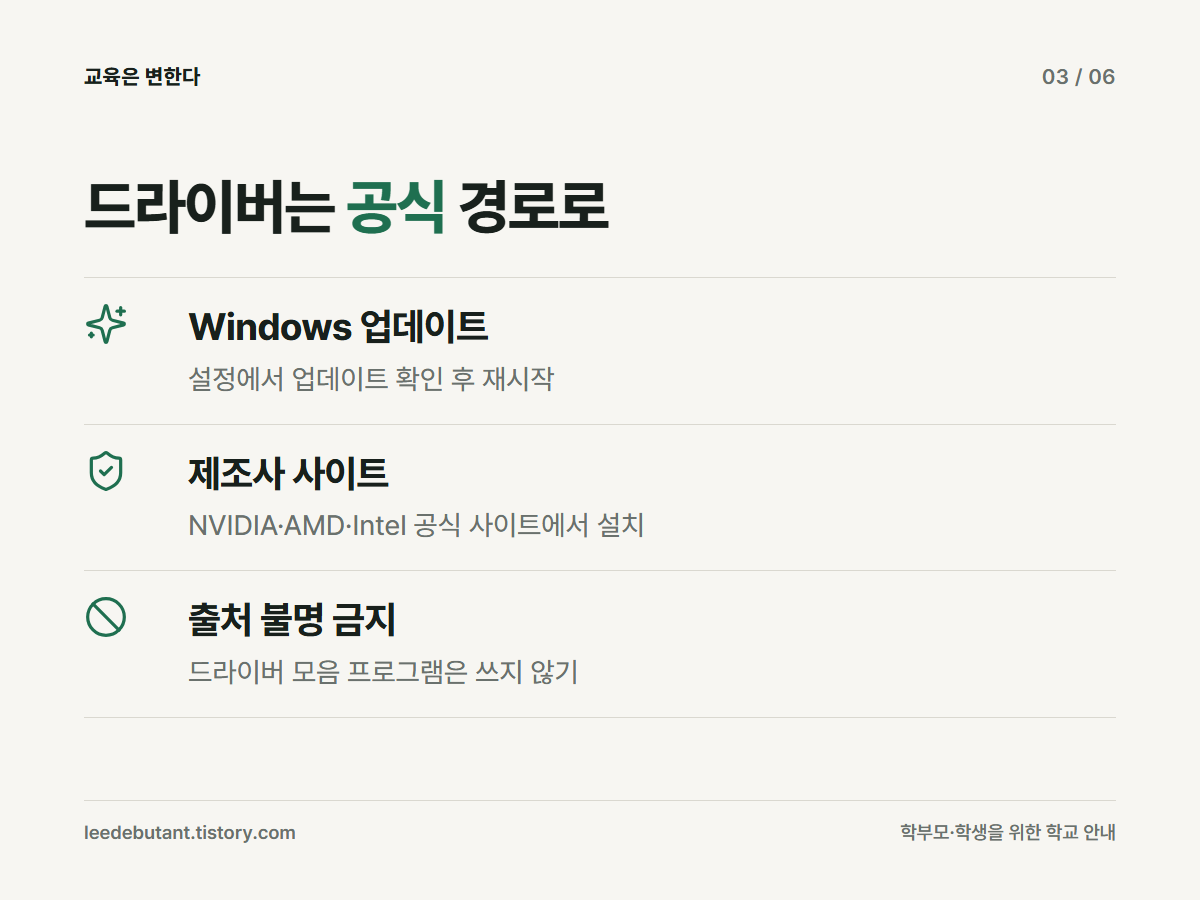 교육은 변한다
03 / 06
드라이버는 공식 경로로
Windows 업데이트
설정에서 업데이트 확인 후 재시작
제조사 사이트
NVIDIA·AMD·Intel 공식 사이트에서 설치
출처 불명 금지
드라이버 모음 프로그램은 쓰지 않기
leedebutant.tistory.com
학부모·학생을 위한 학교 안내